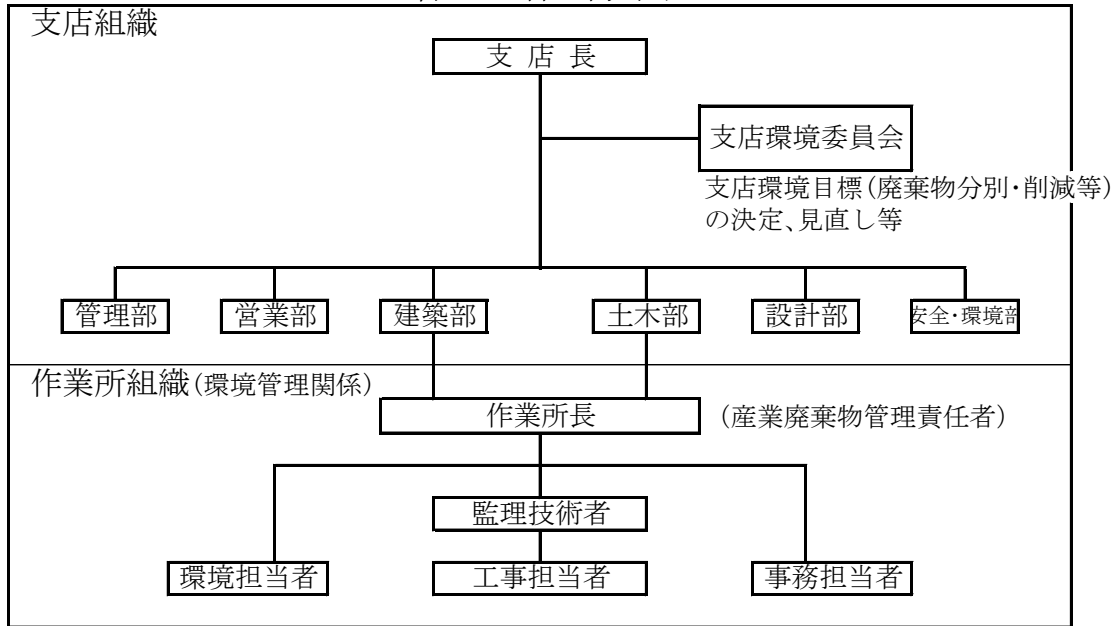 支店組織
支 店 長
支店環境委員会
支店環境目標(廃棄物分別･削減等)
の決定、見直し等
管理部
営業部
建築部
土木部
設計部
安全･環境部
作業所組織(環境管理関係)
作業所長
(産業廃棄物管理責任者)
監理技術者
環境担当者
工事担当者
事務担当者